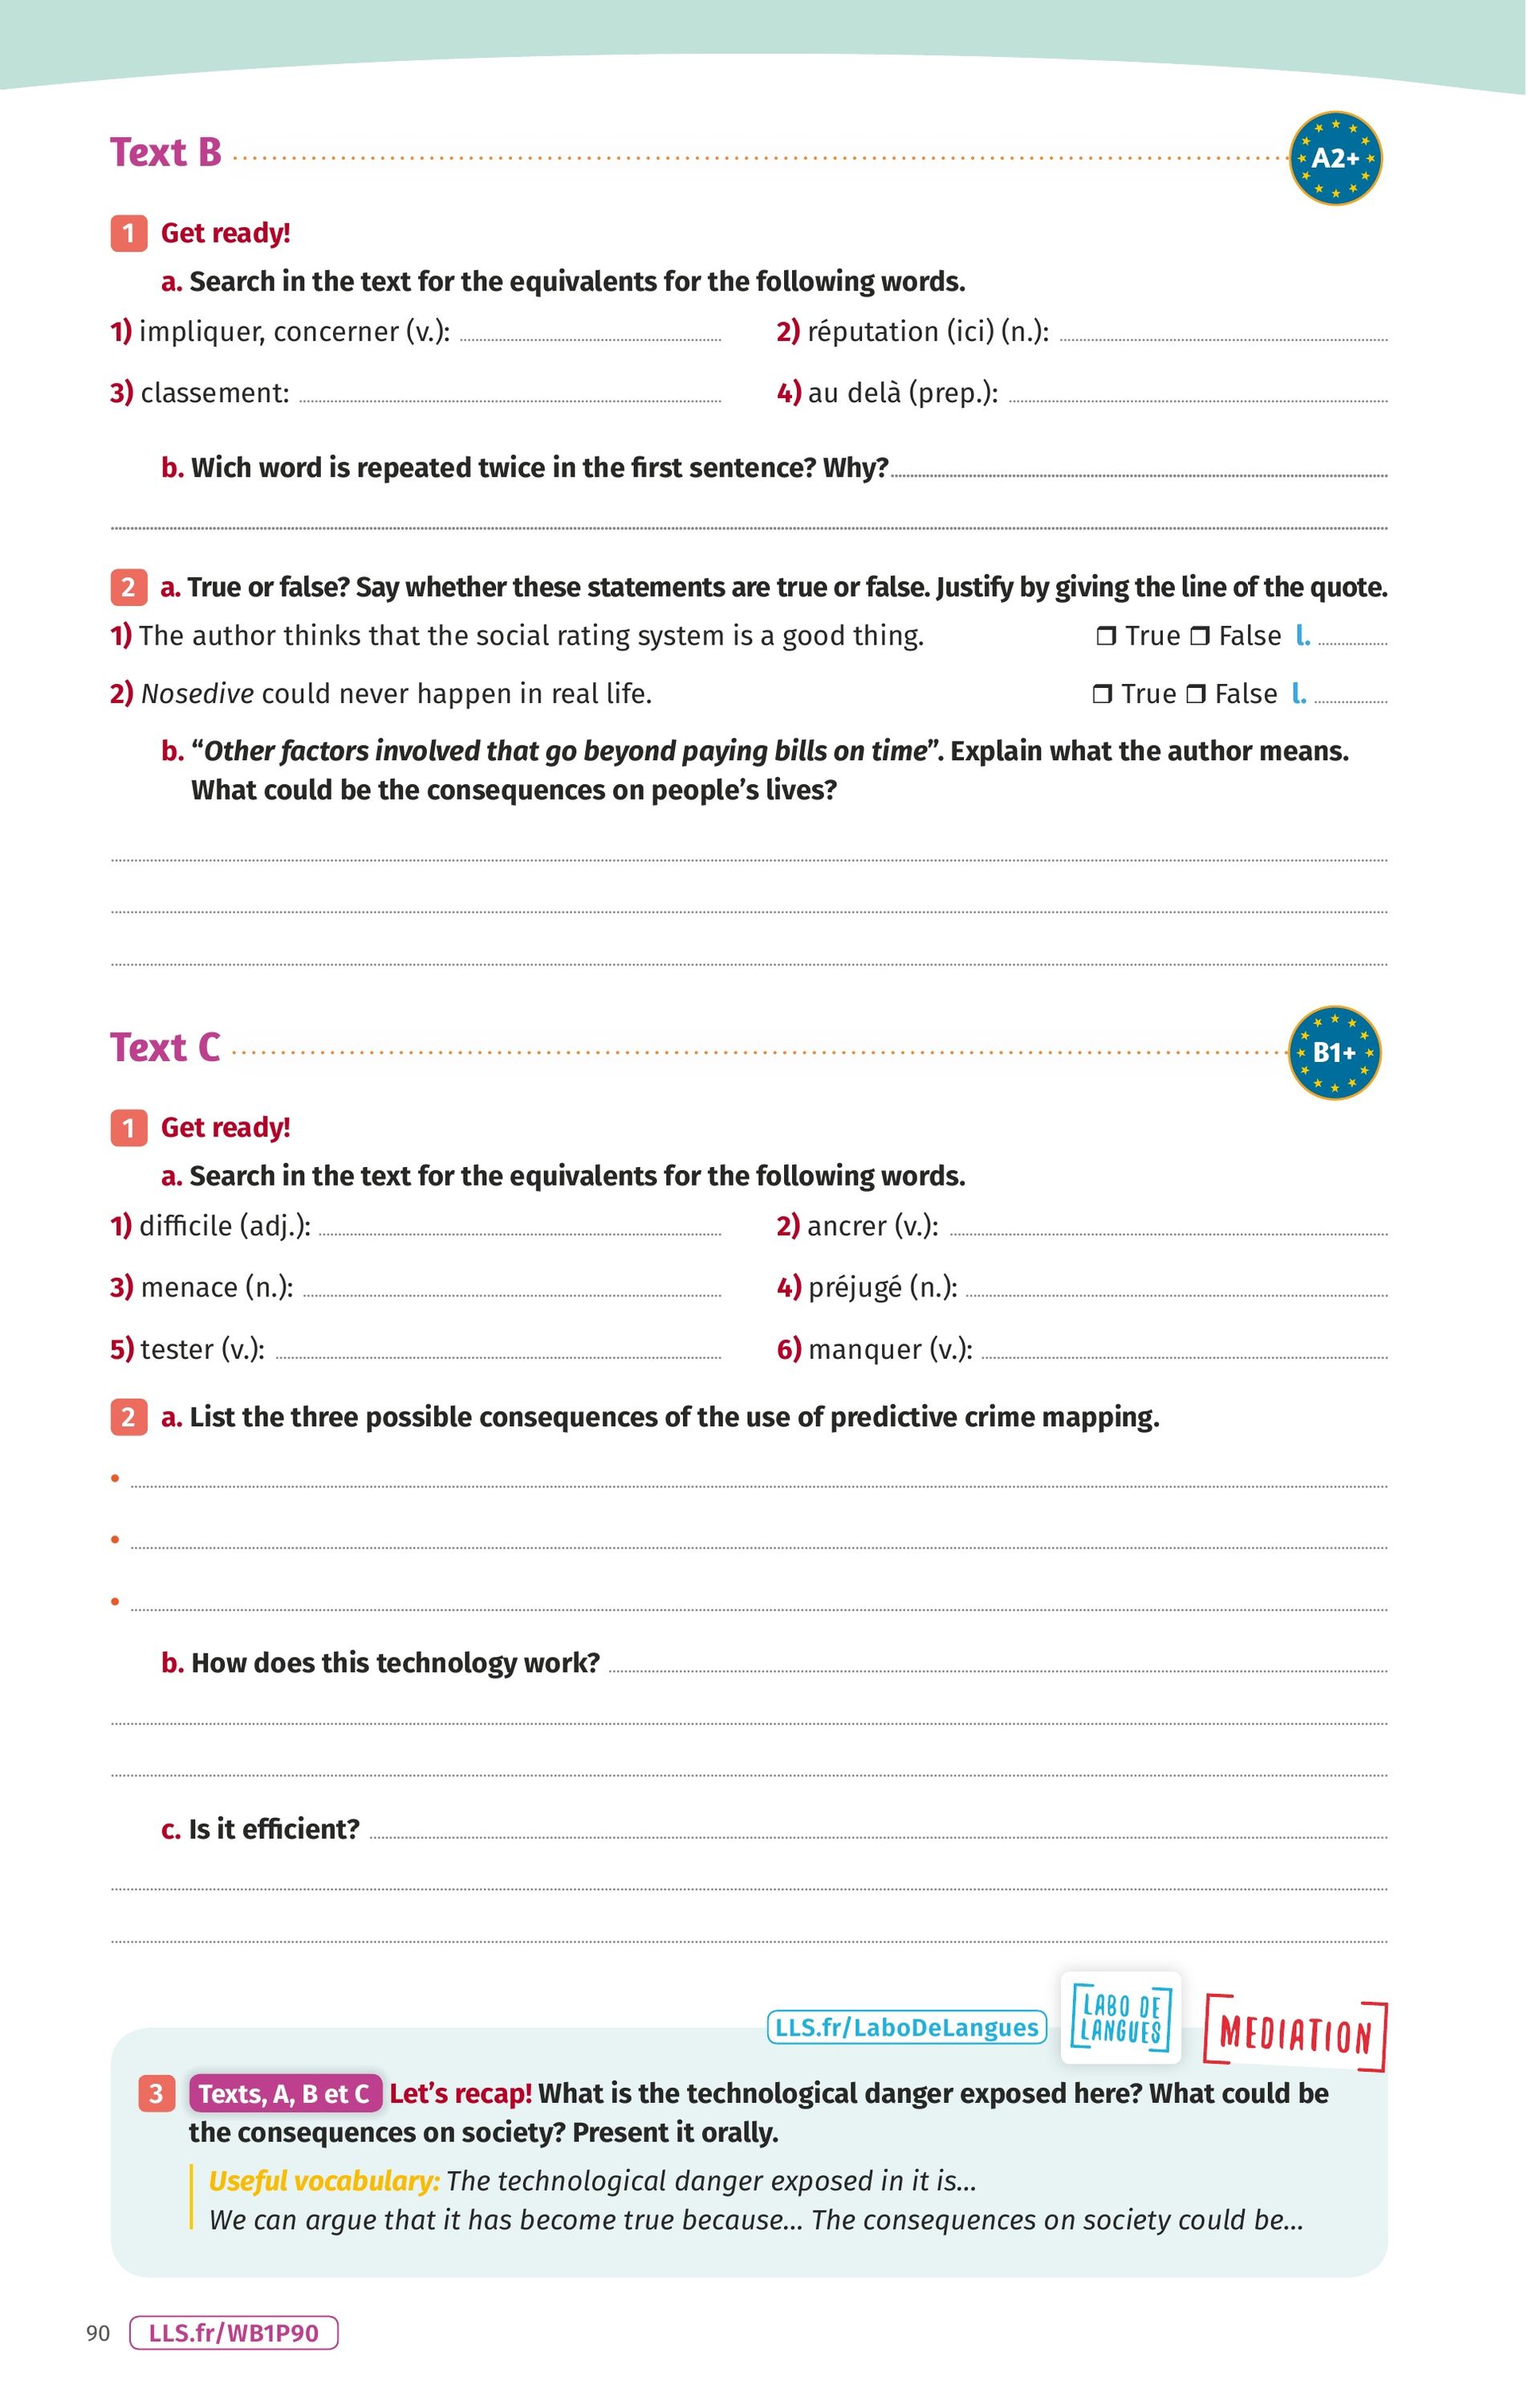 Text B
A2+
1 Get ready!
a. Search in the text for the equivalents for the following words.
1) impliquer, concerner (v.):
2) réputation (ici) (n.):
3) classement:
4) au delà (prep.):
b. Wich word is repeated twice in the first sentence? Why?
2 a. True or false? Say whether these statements are true or false. Justify by giving the line of the quote.
1) The author thinks that the social rating system is a good thing. ❒ True ❒ False l.
2) Nosedive could never happen in real life. ❒ True ❒ False l.
b. “Other factors involved that go beyond paying bills on time”. Explain what the author means.
What could be the consequences on people’s lives?
Text C
B1+
1 Get ready!
a. Search in the text for the equivalents for the following words.
1) difficile (adj.):
2) ancrer (v.):
3) menace (n.):
4) préjugé (n.):
5) tester (v.):
6) manquer (v.):
2 a. List the three possible consequences of the use of predictive crime mapping.
•
•
•
b. How does this technology work?
c. Is it efficient?
LLS.fr/LaboDeLangues
LABO DE
LANGUES
MEDIATION
3 Texts, A, B et C Let’s recap! What is the technological danger exposed here? What could be
the consequences on society? Present it orally.
Useful vocabulary: The technological danger exposed in it is...
We can argue that it has become true because... The consequences on society could be...
90 LLS.fr/WB1P90